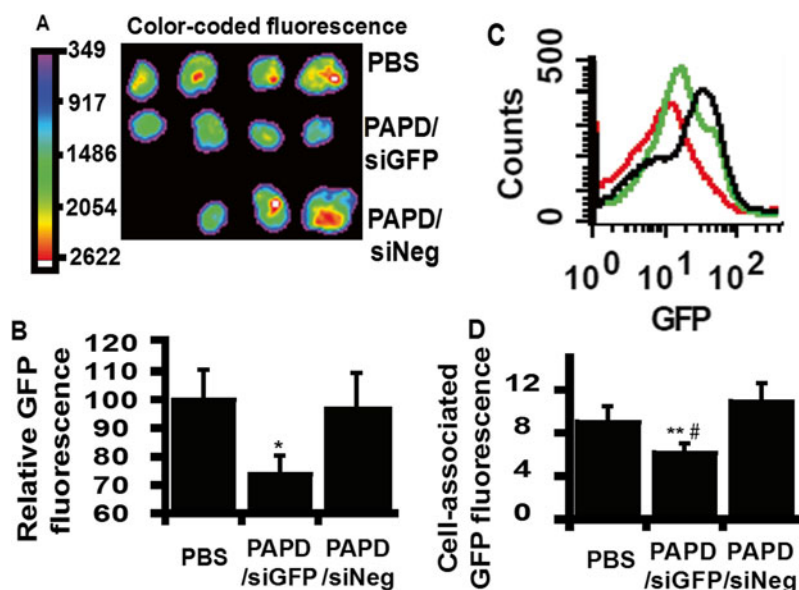 A
Color-coded fluorescence
349
917
1486
2054
2622
PBS
PAPD/
siGFP
PAPD/
siNeg
C
500
Counts
0
10^0 10^1 10^2
GFP
B
Relative GFP
fluorescence
120
110
100
90
80
70
60
*
PBS
PAPD
/siGFP
PAPD
/siNeg
D
Cell-associated
GFP fluorescence
12
8
4
0
** #
PBS
PAPD
/siGFP
PAPD
/siNeg